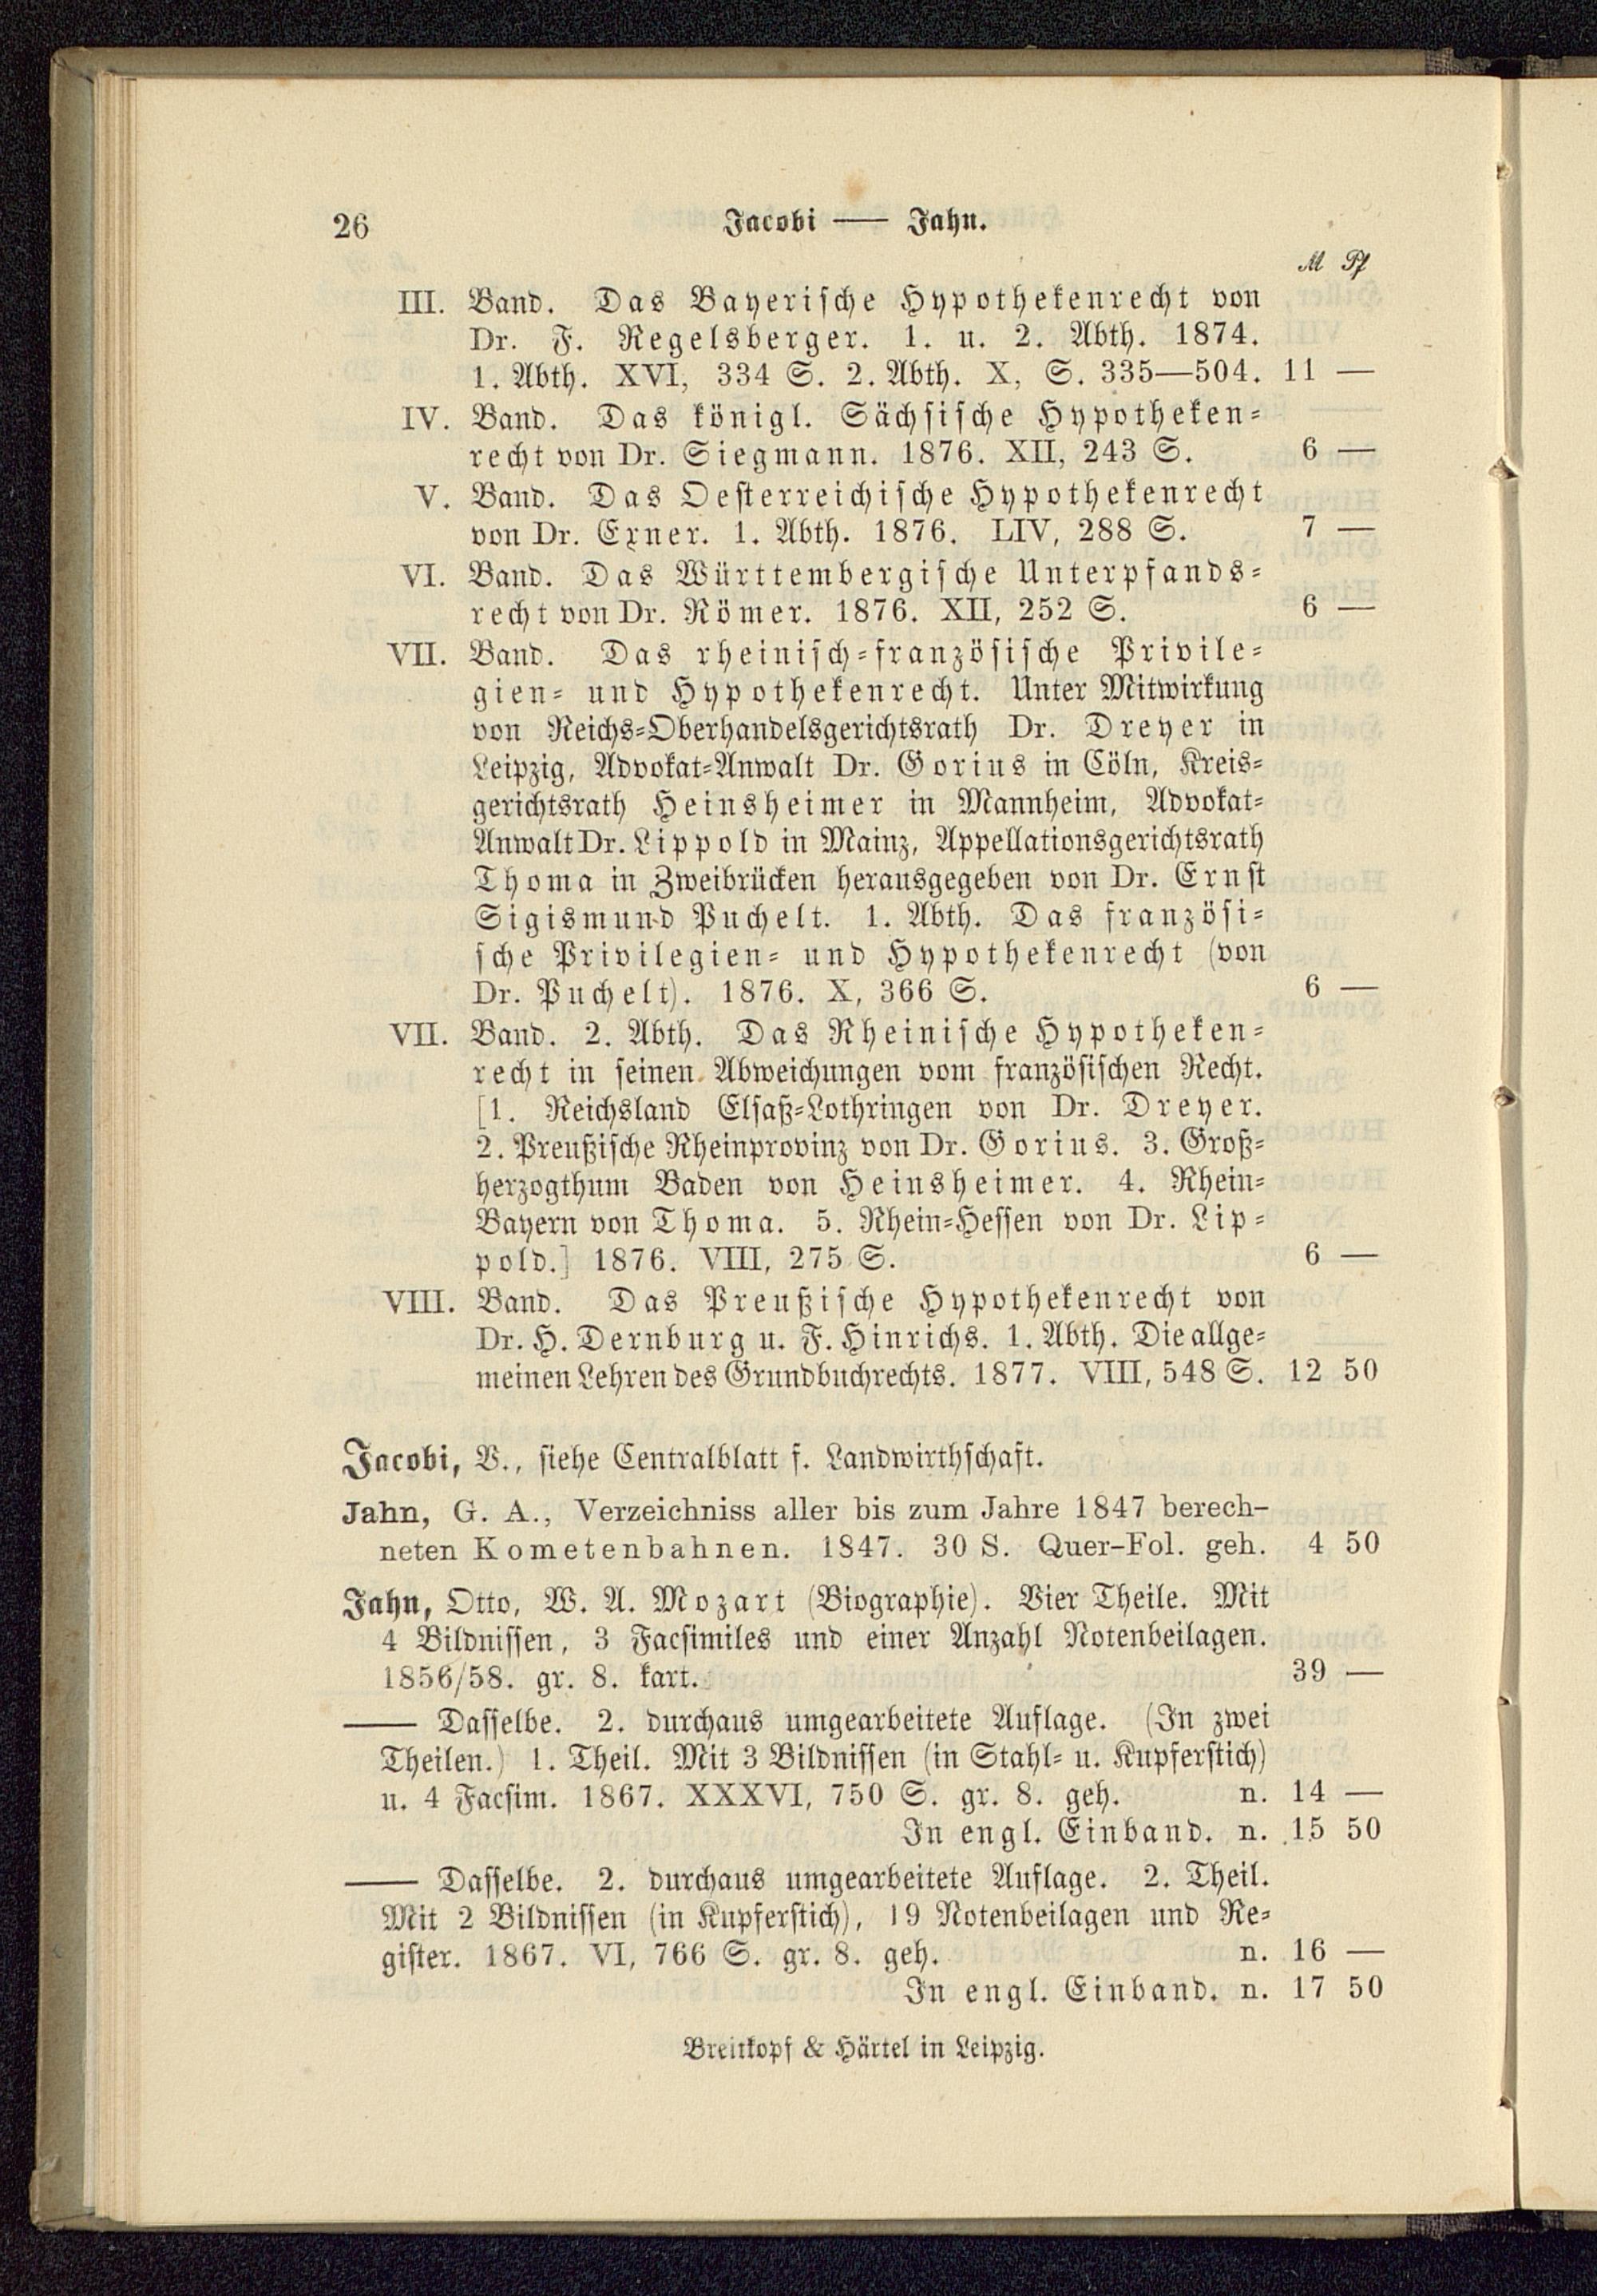 26 Jacobi — Jahn.
M Pf
III. Band. Das Bayerische Hypothekenrecht von
Dr. F. Regelsberger. 1. u. 2. Abth. 1874.
1. Abth. XVI, 334 S. 2. Abth. X, S. 335—504. 11 —
IV. Band. Das königl. Sächsische Hypotheken-
recht von Dr. Siegmann. 1876. XII, 243 S. 6 —
V. Band. Das Oesterreichische Hypothekenrecht
von Dr. Exner. 1. Abth. 1876. LIV, 288 S. 7 —
VI. Band. Das Württembergische Unterpfands-
recht von Dr. Römer. 1876. XII, 252 S. 6 —
VII. Band. Das rheinisch-französische Privile-
gien- und Hypothekenrecht. Unter Mitwirkung
von Reichs-Oberhandelsgerichtsrath Dr. Dreyer in
Leipzig, Advokat-Anwalt Dr. Gorius in Cöln, Kreis-
gerichtsrath Heinsheimer in Mannheim, Advokat-
Anwalt Dr. Lippold in Mainz, Appellationsgerichtsrath
Thoma in Zweibrücken herausgegeben von Dr. Ernst
Sigismund Puchelt. 1. Abth. Das französi-
sche Privilegien- und Hypothekenrecht (von
Dr. Puchelt). 1876. X, 366 S. 6 —
VII. Band. 2. Abth. Das Rheinische Hypotheken-
recht in seinen Abweichungen vom französischen Recht.
[1. Reichsland Elsaß-Lothringen von Dr. Dreyer.
2. Preußische Rheinprovinz von Dr. Gorius. 3. Groß-
herzogthum Baden von Heinsheimer. 4. Rhein-
Bayern von Thoma. 5. Rhein-Hessen von Dr. Lip-
pold.] 1876. VIII, 275 S. 6 —
VIII. Band. Das Preußische Hypothekenrecht von
Dr. H. Dernburg u. F. Hinrichs. 1. Abth. Die allge-
meinen Lehren des Grundbuchrechts. 1877. VIII, 548 S. 12 50
Jacobi, V., siehe Centralblatt f. Landwirthschaft.
Jahn, G. A., Verzeichniss aller bis zum Jahre 1847 berech-
neten Kometenbahnen. 1847. 30 S. Quer-Fol. geh. 4 50
Jahn, Otto, W. A. Mozart (Biographie). Vier Theile. Mit
4 Bildnissen, 3 Facsimiles und einer Anzahl Notenbeilagen.
1856/58. gr. 8. kart. 39 —
— Dasselbe. 2. durchaus umgearbeitete Auflage. (In zwei
Theilen.) 1. Theil. Mit 3 Bildnissen (in Stahl- u. Kupferstich)
u. 4 Facsim. 1867. XXXVI, 750 S. gr. 8. geh. n. 14 —
In engl. Einband. n. 15 50
— Dasselbe. 2. durchaus umgearbeitete Auflage. 2. Theil.
Mit 2 Bildnissen (in Kupferstich), 19 Notenbeilagen und Re-
gister. 1867. VI, 766 S. gr. 8. geh. n. 16 —
In engl. Einband. n. 17 50
Breitkopf & Härtel in Leipzig.